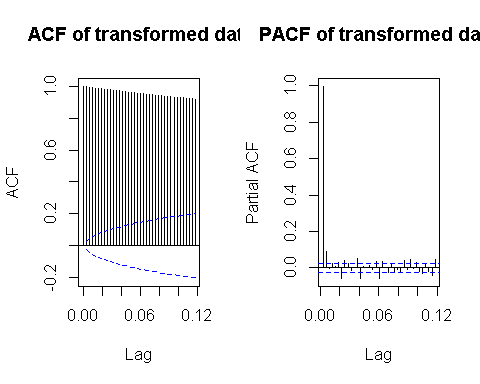 ACF of transformed dat
ACF
1.0
0.6
0.2
-0.2
0.00
0.06
0.12
Lag
PACF of transformed da
Partial ACF
1.0
0.8
0.6
0.4
0.2
0.0
0.00
0.06
0.12
Lag